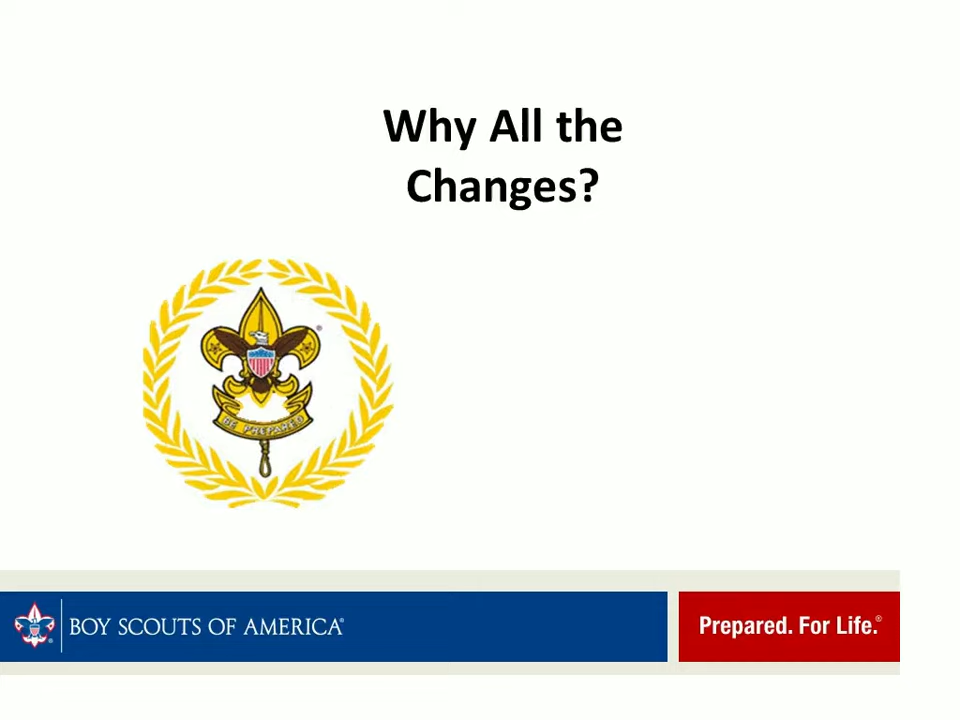 Why All the
Changes?
BE PREPARED
BOY SCOUTS OF AMERICA®
Prepared. For Life.®